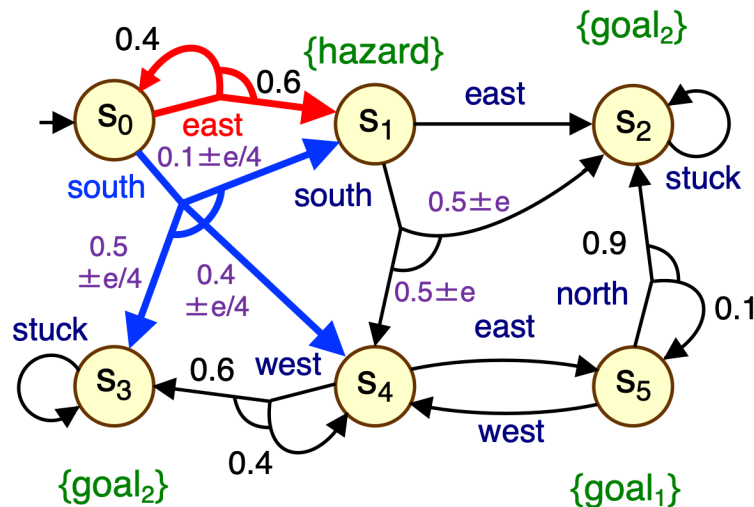 {goal₂}
0.4
{hazard}
0.6
east
s₀
s₁
s₂
east
0.1±e/4
south
south
stuck
0.5±e
0.5
±e/4
0.4
±e/4
0.9
0.5±e
north
0.1
stuck
east
west
0.6
s₃
s₄
s₅
west
0.4
{goal₂}
{goal₁}